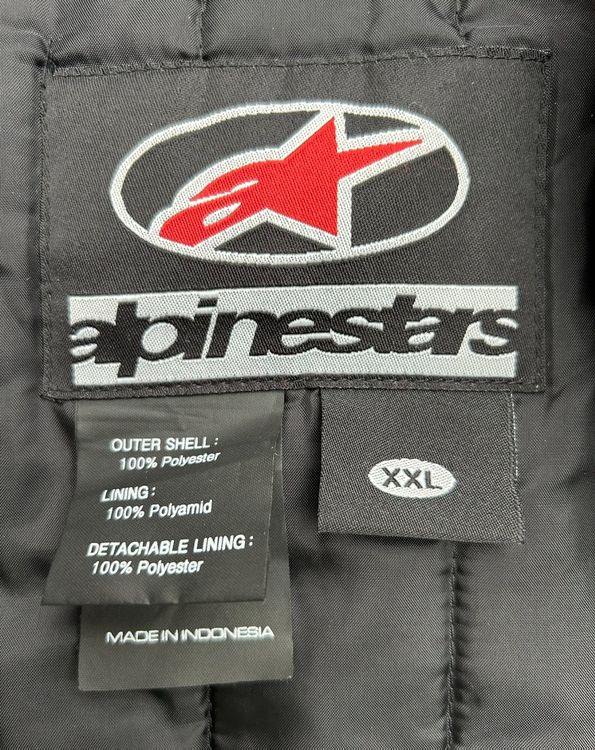 alpinestars
OUTER SHELL :
100% Polyester
LINING :
100% Polyamid
DETACHABLE LINING :
100% Polyester
XXL
MADE IN INDONESIA